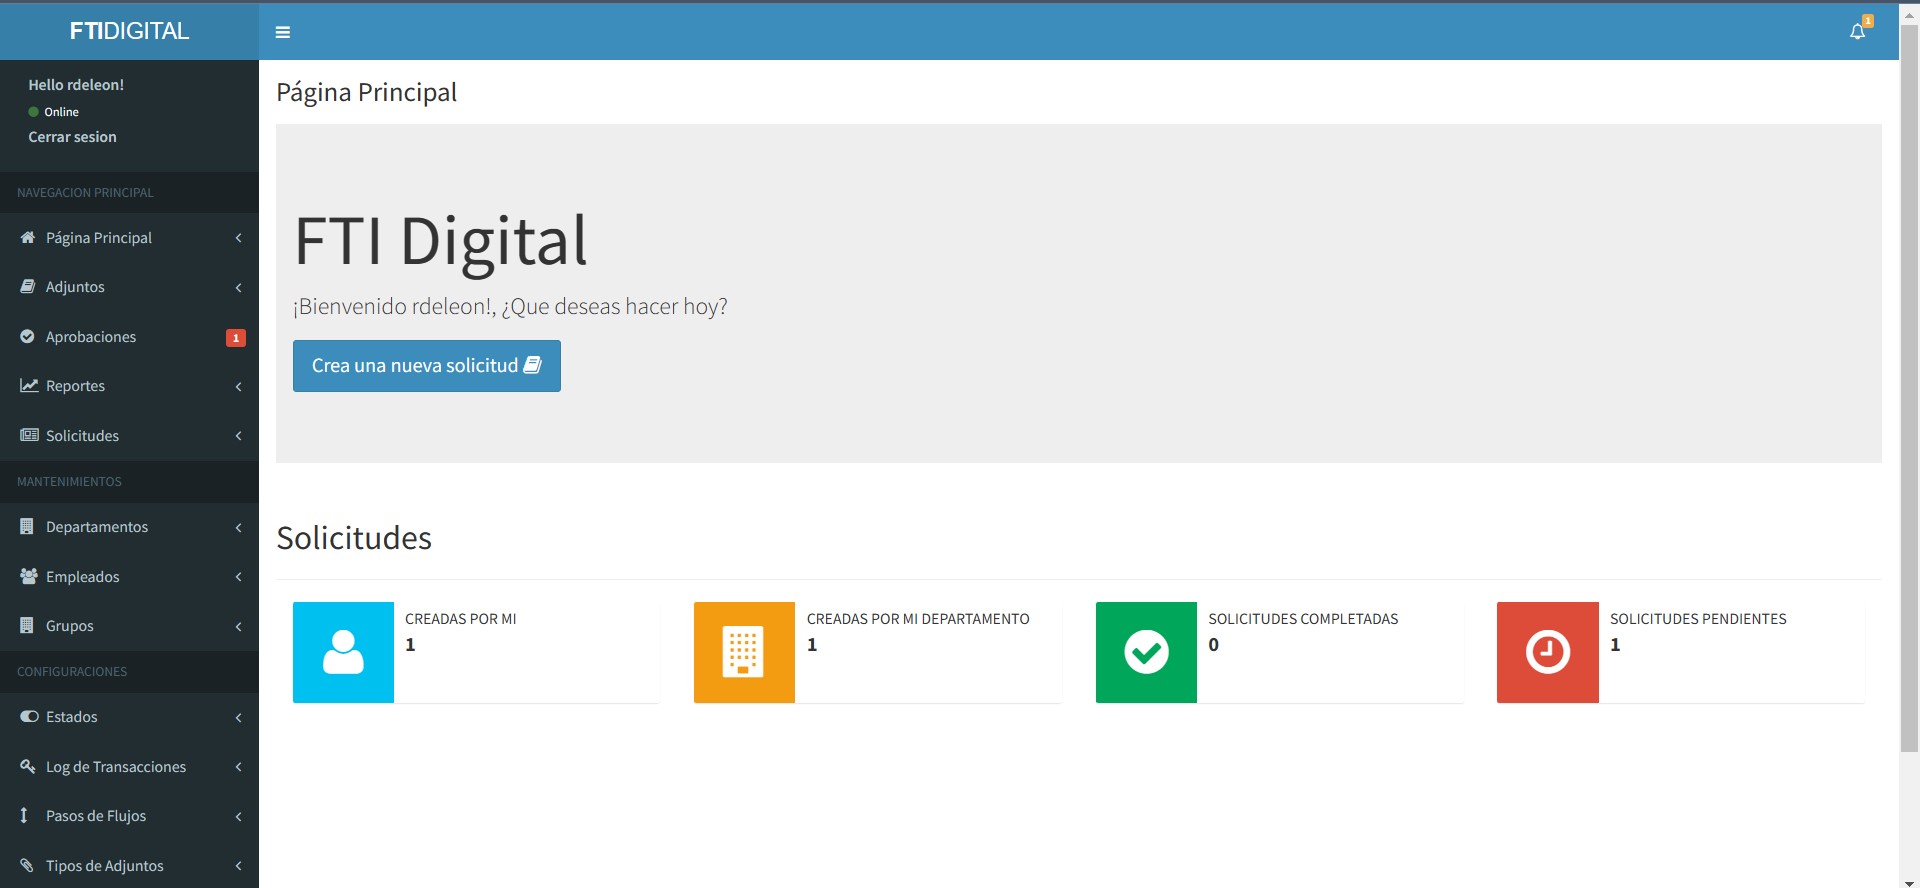 FTIDIGITAL
1
Hello rdeleon!
Online
Cerrar sesion
NAVEGACION PRINCIPAL
Página Principal
Adjuntos
Aprobaciones 1
Reportes
Solicitudes
MANTENIMIENTOS
Departamentos
Empleados
Grupos
CONFIGURACIONES
Estados
Log de Transacciones
Pasos de Flujos
Tipos de Adjuntos
Página Principal
FTI Digital
¡Bienvenido rdeleon!, ¿Que deseas hacer hoy?
Crea una nueva solicitud
Solicitudes
CREADAS POR MI
1
CREADAS POR MI DEPARTAMENTO
1
SOLICITUDES COMPLETADAS
0
SOLICITUDES PENDIENTES
1